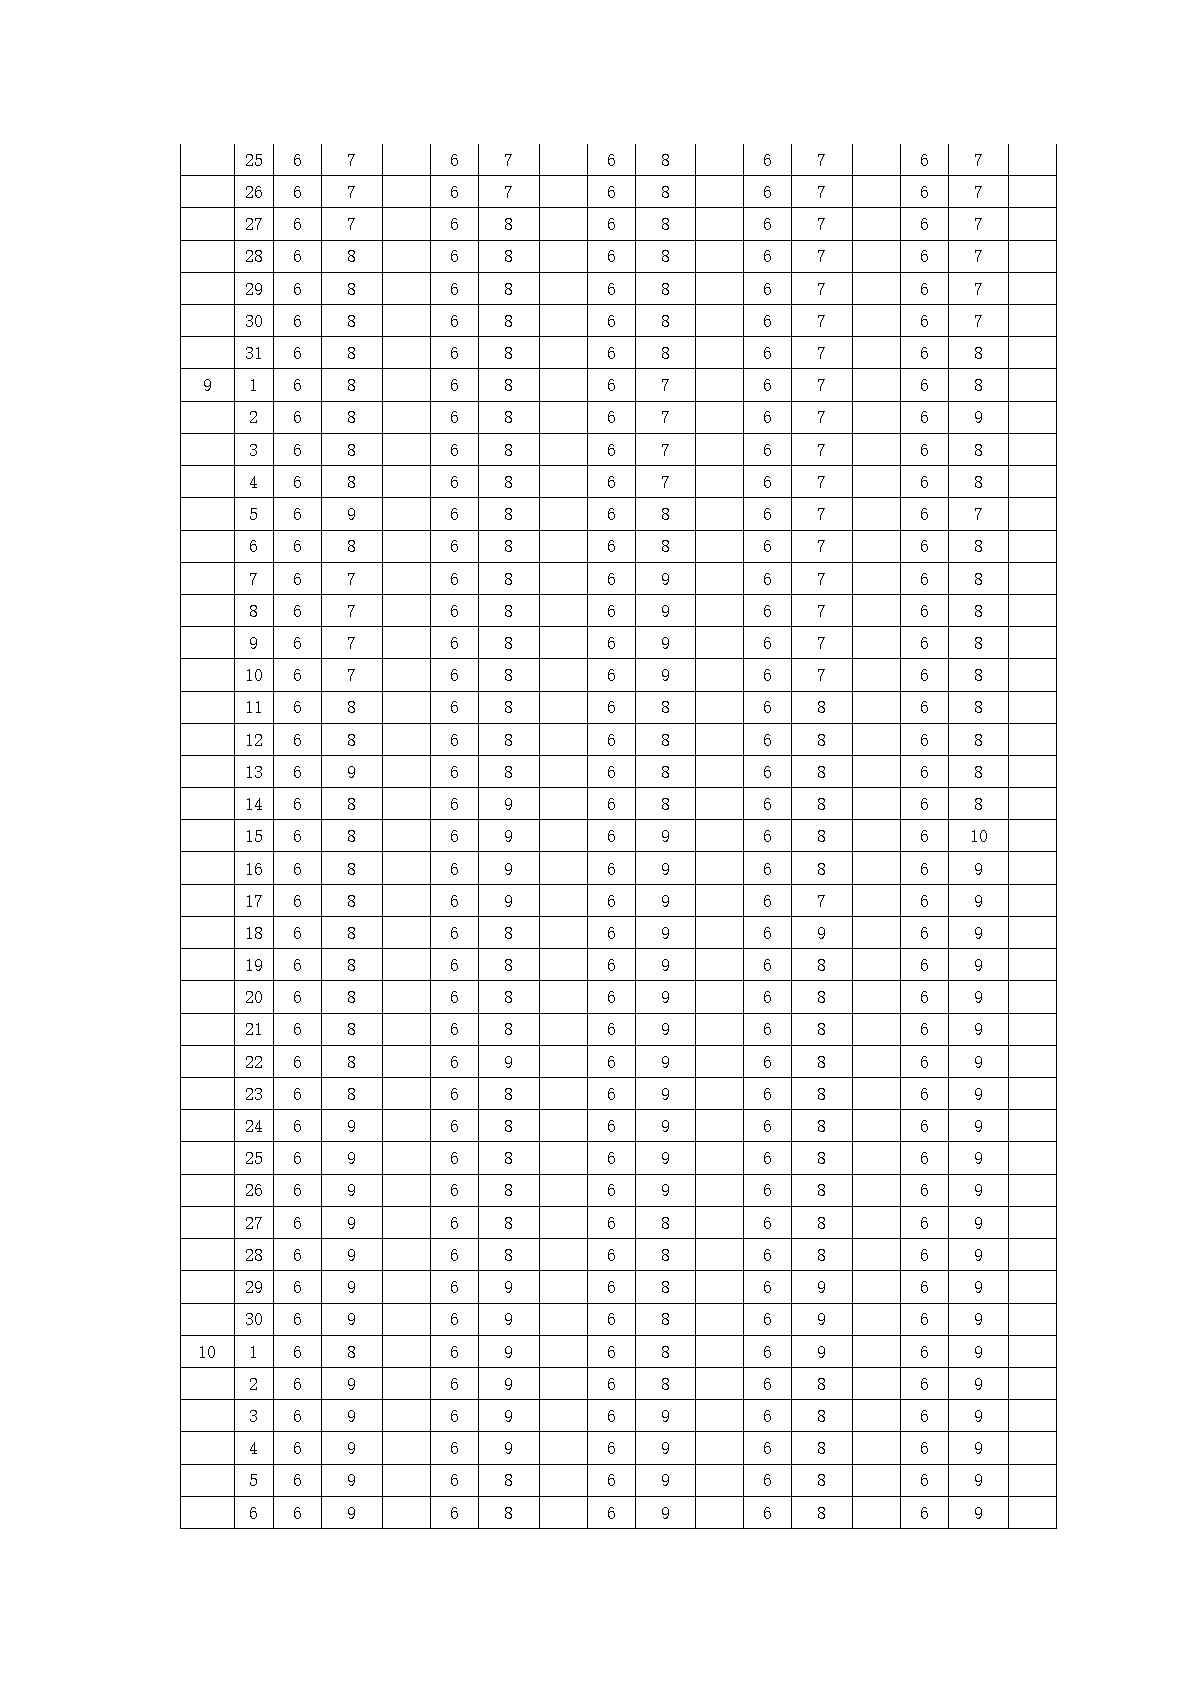 25 6 7 6 7 6 8 6 7 6 7
26 6 7 6 7 6 8 6 7 6 7
27 6 7 6 8 6 8 6 7 6 7
28 6 8 6 8 6 8 6 7 6 7
29 6 8 6 8 6 8 6 7 6 7
30 6 8 6 8 6 8 6 7 6 7
31 6 8 6 8 6 8 6 7 6 8
9 1 6 8 6 8 6 7 6 7 6 8
2 6 8 6 8 6 7 6 7 6 9
3 6 8 6 8 6 7 6 7 6 8
4 6 8 6 8 6 7 6 7 6 8
5 6 9 6 8 6 8 6 7 6 7
6 6 8 6 8 6 8 6 7 6 8
7 6 7 6 8 6 9 6 7 6 8
8 6 7 6 8 6 9 6 7 6 8
9 6 7 6 8 6 9 6 7 6 8
10 6 7 6 8 6 9 6 7 6 8
11 6 8 6 8 6 8 6 8 6 8
12 6 8 6 8 6 8 6 8 6 8
13 6 9 6 8 6 8 6 8 6 8
14 6 8 6 9 6 8 6 8 6 8
15 6 8 6 9 6 9 6 8 6 10
16 6 8 6 9 6 9 6 8 6 9
17 6 8 6 9 6 9 6 7 6 9
18 6 8 6 8 6 9 6 9 6 9
19 6 8 6 8 6 9 6 8 6 9
20 6 8 6 8 6 9 6 8 6 9
21 6 8 6 8 6 9 6 8 6 9
22 6 8 6 9 6 9 6 8 6 9
23 6 8 6 8 6 9 6 8 6 9
24 6 9 6 8 6 9 6 8 6 9
25 6 9 6 8 6 9 6 8 6 9
26 6 9 6 8 6 9 6 8 6 9
27 6 9 6 8 6 8 6 8 6 9
28 6 9 6 8 6 8 6 8 6 9
29 6 9 6 9 6 8 6 9 6 9
30 6 9 6 9 6 8 6 9 6 9
10 1 6 8 6 9 6 8 6 9 6 9
2 6 9 6 9 6 8 6 8 6 9
3 6 9 6 9 6 9 6 8 6 9
4 6 9 6 9 6 9 6 8 6 9
5 6 9 6 8 6 9 6 8 6 9
6 6 9 6 8 6 9 6 8 6 9